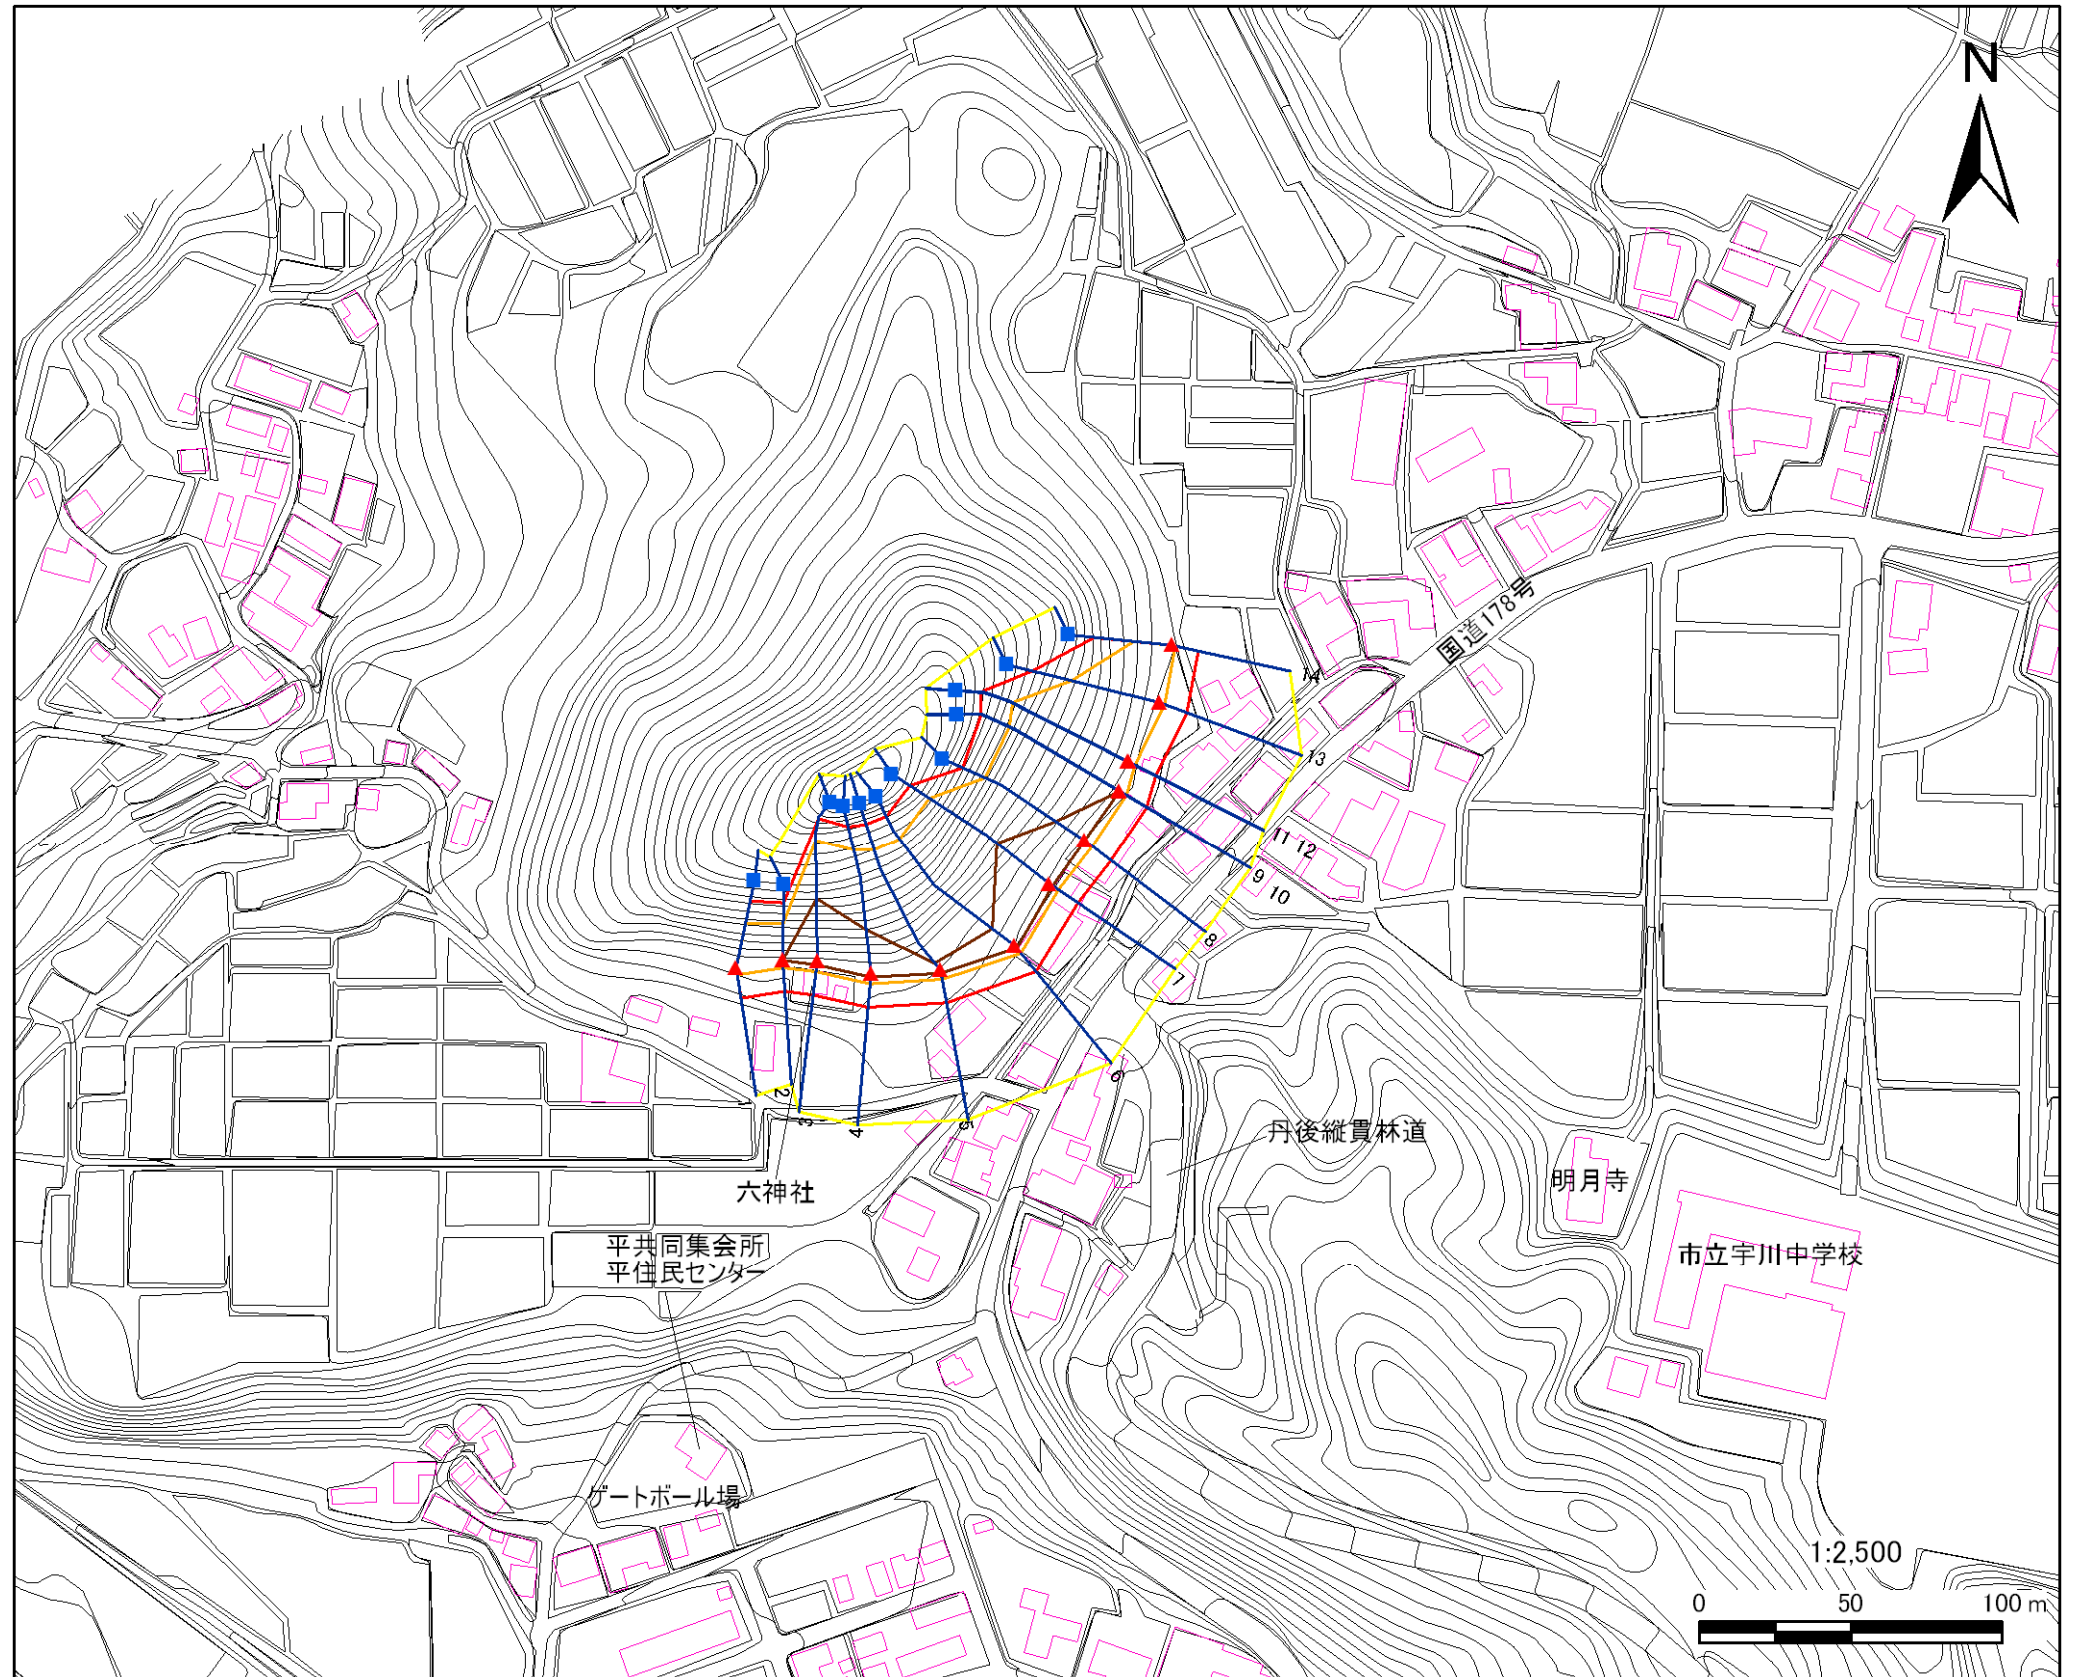 N
国道178号
14
13
11 12
9 10
8
7
6
1
2
3
4
5
丹後縦貫林道
明月寺
六神社
市立宇川中学校
平共同集会所
平住民センター
ゲートボール場
1:2,500
0 50 100 m